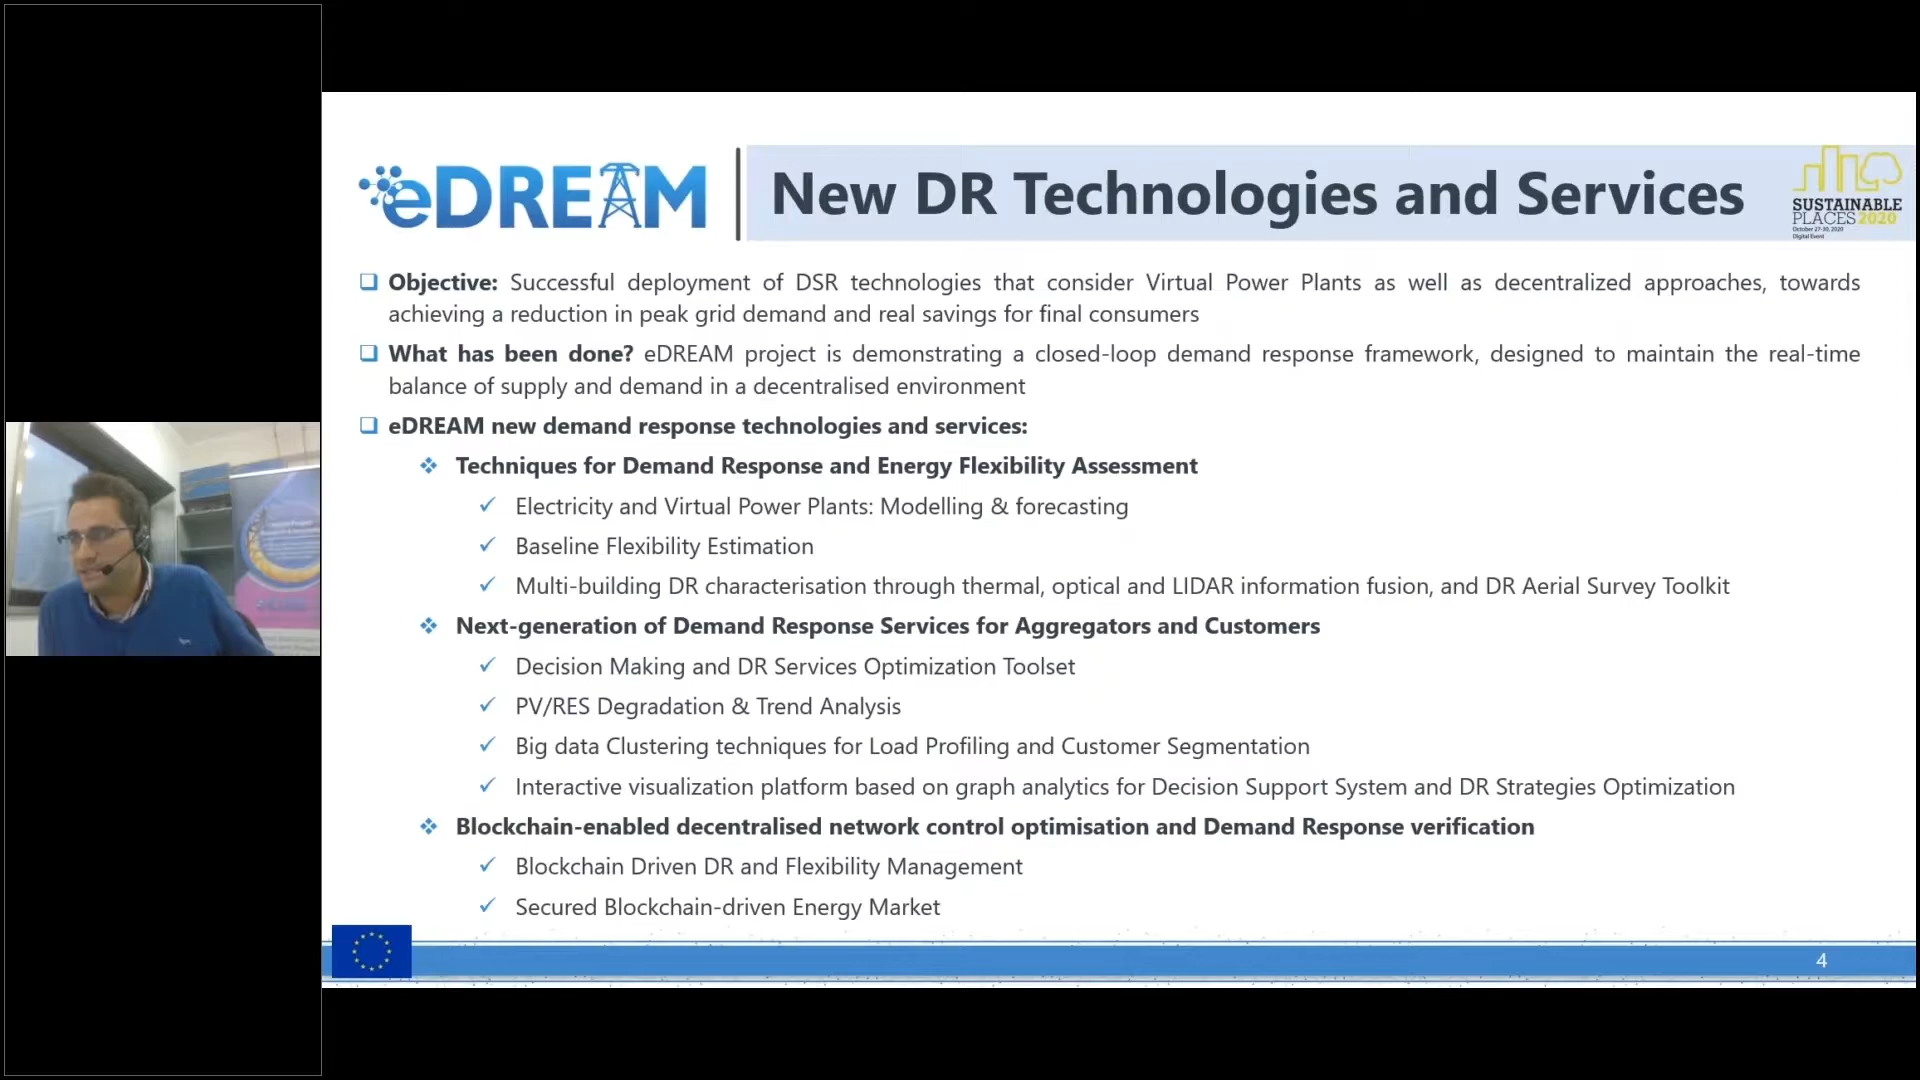 eDREAM
New DR Technologies and Services
SUSTAINABLE
PLACES 2020
October 27-30, 2020
Digital Event
Objective: Successful deployment of DSR technologies that consider Virtual Power Plants as well as decentralized approaches, towards
achieving a reduction in peak grid demand and real savings for final consumers
What has been done? eDREAM project is demonstrating a closed-loop demand response framework, designed to maintain the real-time
balance of supply and demand in a decentralised environment
eDREAM new demand response technologies and services:
Techniques for Demand Response and Energy Flexibility Assessment
Electricity and Virtual Power Plants: Modelling & forecasting
Baseline Flexibility Estimation
Multi-building DR characterisation through thermal, optical and LIDAR information fusion, and DR Aerial Survey Toolkit
Next-generation of Demand Response Services for Aggregators and Customers
Decision Making and DR Services Optimization Toolset
PV/RES Degradation & Trend Analysis
Big data Clustering techniques for Load Profiling and Customer Segmentation
Interactive visualization platform based on graph analytics for Decision Support System and DR Strategies Optimization
Blockchain-enabled decentralised network control optimisation and Demand Response verification
Blockchain Driven DR and Flexibility Management
Secured Blockchain-driven Energy Market
4